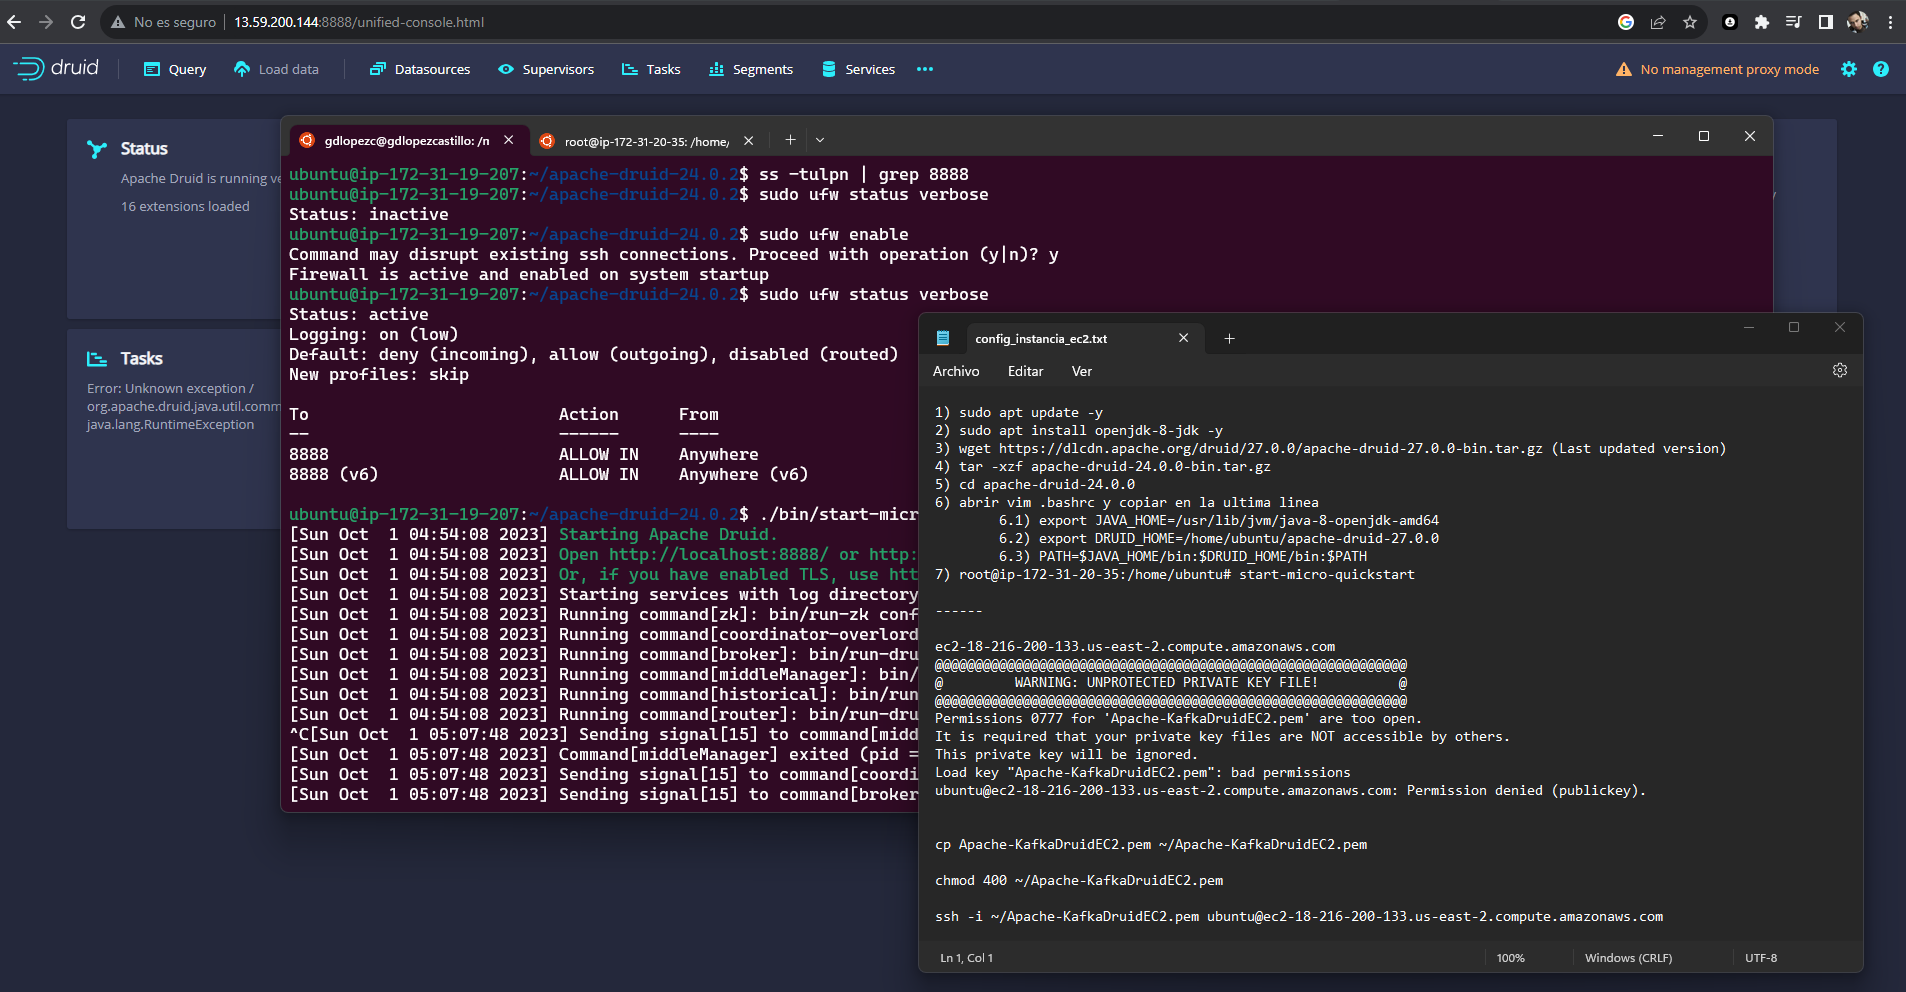 No es seguro
13.59.200.144:8888/unified-console.html
druid
Query
Load data
Datasources
Supervisors
Tasks
Segments
Services
No management proxy mode
Status
Apache Druid is running ve
16 extensions loaded
Tasks
Error: Unknown exception /
org.apache.druid.java.util.comm
java.lang.RuntimeException
gdlopezc@gdlopezcastillo: /n
root@ip-172-31-20-35: /home/
ubuntu@ip-172-31-19-207:~/apache-druid-24.0.2$ ss -tulpn | grep 8888
ubuntu@ip-172-31-19-207:~/apache-druid-24.0.2$ sudo ufw status verbose
Status: inactive
ubuntu@ip-172-31-19-207:~/apache-druid-24.0.2$ sudo ufw enable
Command may disrupt existing ssh connections. Proceed with operation (y|n)? y
Firewall is active and enabled on system startup
ubuntu@ip-172-31-19-207:~/apache-druid-24.0.2$ sudo ufw status verbose
Status: active
Logging: on (low)
Default: deny (incoming), allow (outgoing), disabled (routed)
New profiles: skip
To Action From
-- ------ ----
8888 ALLOW IN Anywhere
8888 (v6) ALLOW IN Anywhere (v6)
ubuntu@ip-172-31-19-207:~/apache-druid-24.0.2$ ./bin/start-micr
[Sun Oct  1 04:54:08 2023] Starting Apache Druid.
[Sun Oct  1 04:54:08 2023] Open http://localhost:8888/ or http:
[Sun Oct  1 04:54:08 2023] Or, if you have enabled TLS, use htt
[Sun Oct  1 04:54:08 2023] Starting services with log directory
[Sun Oct  1 04:54:08 2023] Running command[zk]: bin/run-zk conf
[Sun Oct  1 04:54:08 2023] Running command[coordinator-overlord
[Sun Oct  1 04:54:08 2023] Running command[broker]: bin/run-dru
[Sun Oct  1 04:54:08 2023] Running command[middleManager]: bin/
[Sun Oct  1 04:54:08 2023] Running command[historical]: bin/run
[Sun Oct  1 04:54:08 2023] Running command[router]: bin/run-dru
^C[Sun Oct  1 05:07:48 2023] Sending signal[15] to command[midd
[Sun Oct  1 05:07:48 2023] Command[middleManager] exited (pid =
[Sun Oct  1 05:07:48 2023] Sending signal[15] to command[coordi
[Sun Oct  1 05:07:48 2023] Sending signal[15] to command[broker
config_instancia_ec2.txt
Archivo Editar Ver
1) sudo apt update -y
2) sudo apt install openjdk-8-jdk -y
3) wget https://dlcdn.apache.org/druid/27.0.0/apache-druid-27.0.0-bin.tar.gz (Last updated version)
4) tar -xzf apache-druid-24.0.0-bin.tar.gz
5) cd apache-druid-24.0.0
6) abrir vim .bashrc y copiar en la ultima linea
6.1) export JAVA_HOME=/usr/lib/jvm/java-8-openjdk-amd64
6.2) export DRUID_HOME=/home/ubuntu/apache-druid-27.0.0
6.3) PATH=$JAVA_HOME/bin:$DRUID_HOME/bin:$PATH
7) root@ip-172-31-20-35:/home/ubuntu# start-micro-quickstart
------
ec2-18-216-200-133.us-east-2.compute.amazonaws.com
@@@@@@@@@@@@@@@@@@@@@@@@@@@@@@@@@@@@@@@@@@@@@@@@@@@@@@@@@@@
@         WARNING: UNPROTECTED PRIVATE KEY FILE!          @
@@@@@@@@@@@@@@@@@@@@@@@@@@@@@@@@@@@@@@@@@@@@@@@@@@@@@@@@@@@
Permissions 0777 for 'Apache-KafkaDruidEC2.pem' are too open.
It is required that your private key files are NOT accessible by others.
This private key will be ignored.
Load key "Apache-KafkaDruidEC2.pem": bad permissions
ubuntu@ec2-18-216-200-133.us-east-2.compute.amazonaws.com: Permission denied (publickey).
cp Apache-KafkaDruidEC2.pem ~/Apache-KafkaDruidEC2.pem
chmod 400 ~/Apache-KafkaDruidEC2.pem
ssh -i ~/Apache-KafkaDruidEC2.pem ubuntu@ec2-18-216-200-133.us-east-2.compute.amazonaws.com
Ln 1, Col 1
100%
Windows (CRLF)
UTF-8